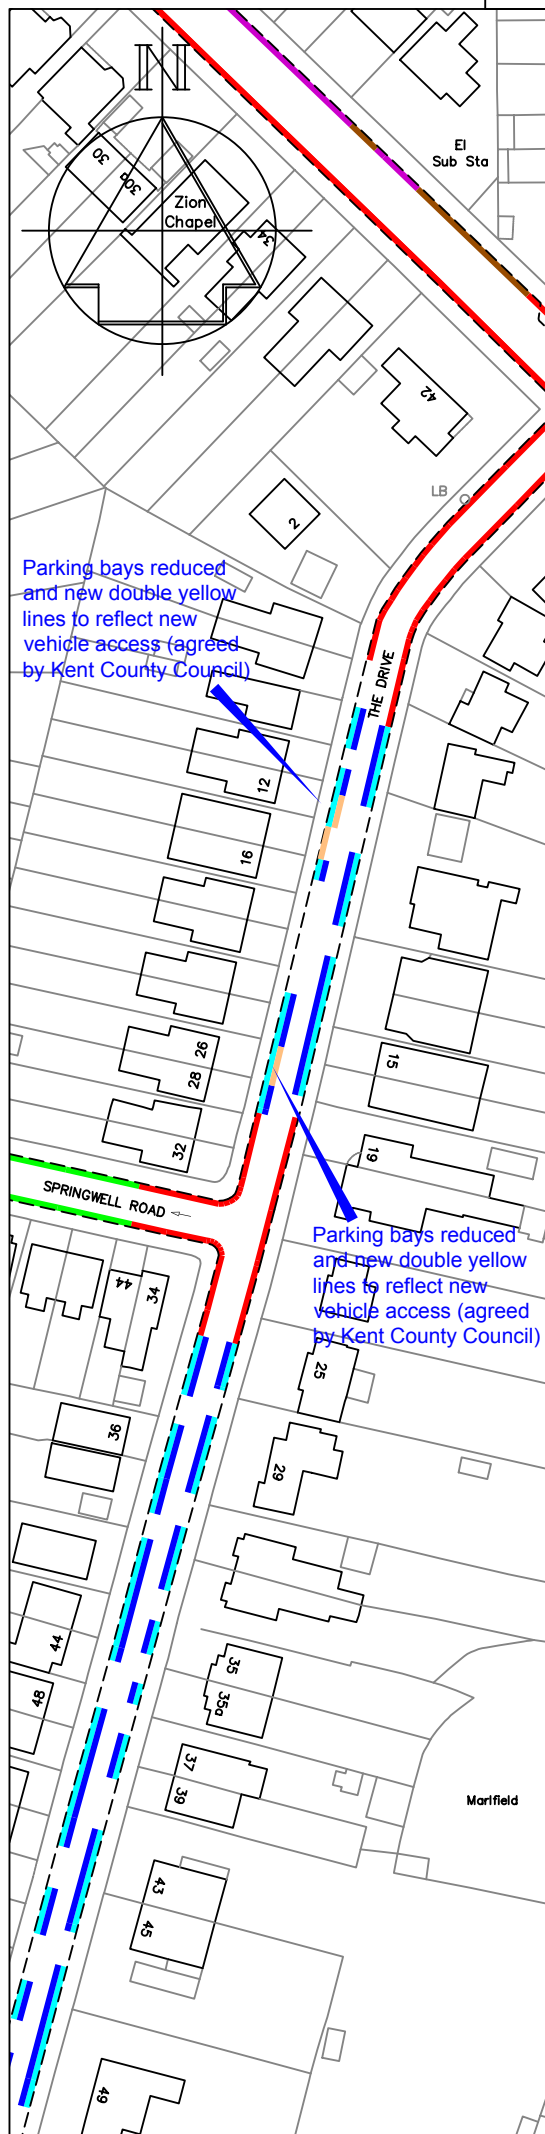 N
El
Sub Sta
30
30a
Zion
Chapel
34
42
LB
2
Parking bays reduced
and new double yellow
lines to reflect new
vehicle access (agreed
by Kent County Council)
THE DRIVE
12
16
26
28
15
32
19
SPRINGWELL ROAD
Parking bays reduced
and new double yellow
lines to reflect new
vehicle access (agreed
by Kent County Council)
44
34
25
36
29
44
35
35a
48
37
39
Marlfield
43
45
49